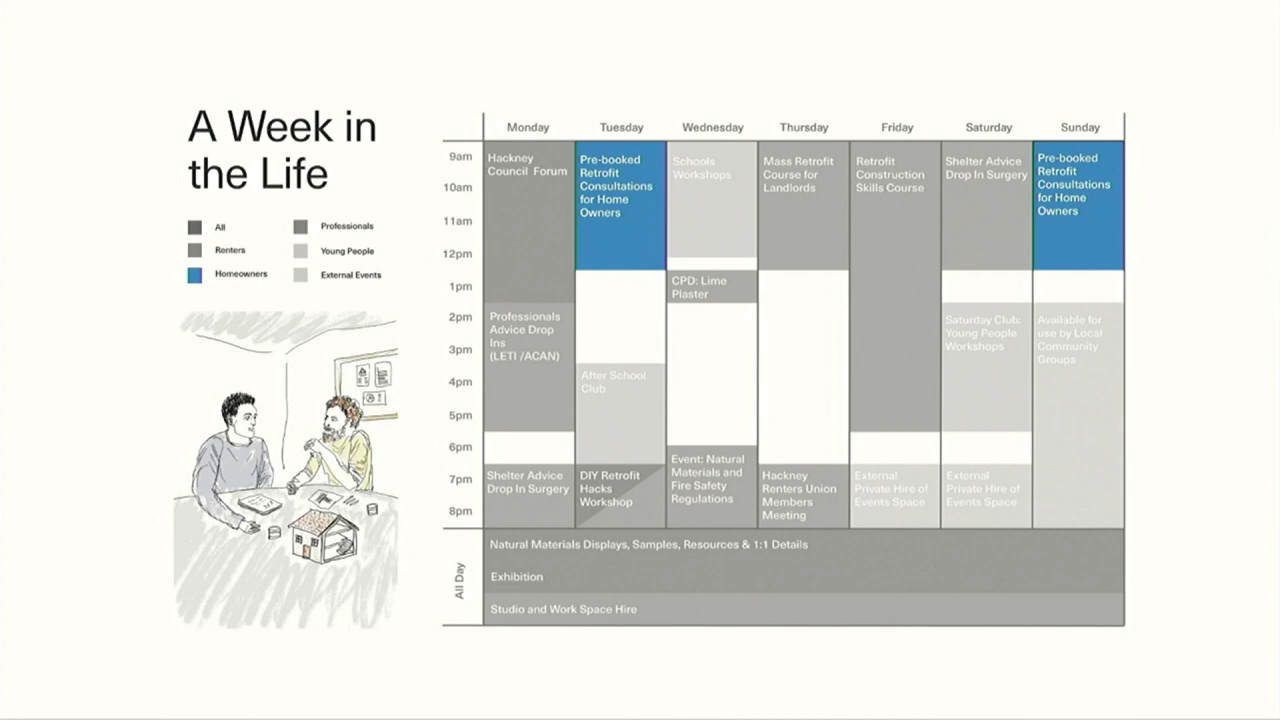 A Week in
the Life
All
Professionals
Renters
Young People
Homeowners
External Events
Monday
Tuesday
Wednesday
Thursday
Friday
Saturday
Sunday
9am
10am
11am
12pm
1pm
2pm
3pm
4pm
5pm
6pm
7pm
8pm
All Day
Hackney
Council Forum
Professionals
Advice Drop
Ins
(LETI /ACAN)
Shelter Advice
Drop In Surgery
Pre-booked
Retrofit
Consultations
for Home
Owners
After School
Club
DIY Retrofit
Hacks
Workshop
Schools
Workshops
CPD: Lime
Plaster
Event: Natural
Materials and
Fire Safety
Regulations
Mass Retrofit
Course for
Landlords
Hackney
Renters Union
Members
Meeting
Retrofit
Construction
Skills Course
External
Private Hire of
Events Space
Shelter Advice
Drop In Surgery
Saturday Club:
Young People
Workshops
External
Private Hire of
Events Space
Pre-booked
Retrofit
Consultations
for Home
Owners
Available for
use by Local
Community
Groups
Natural Materials Displays, Samples, Resources & 1:1 Details
Exhibition
Studio and Work Space Hire